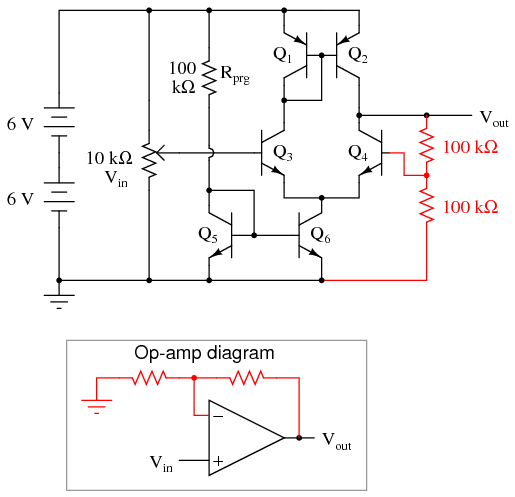 Q1 Q2
100 kΩ Rprg
6 V
Vout
100 kΩ
10 kΩ Vin
Q3 Q4
6 V
100 kΩ
Q5 Q6
Op-amp diagram
−
Vout
Vin +